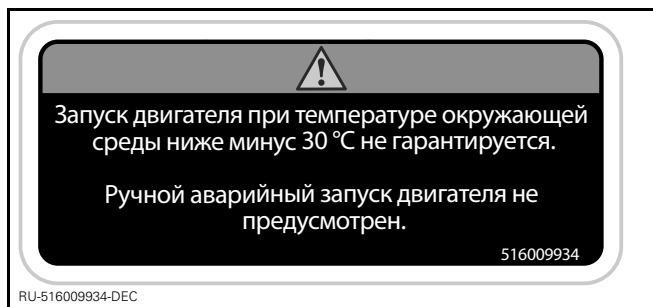 Запуск двигателя при температуре окружающей
среды ниже минус 30 °C не гарантируется.
Ручной аварийный запуск двигателя не
предусмотрен.
516009934
RU-516009934-DEC